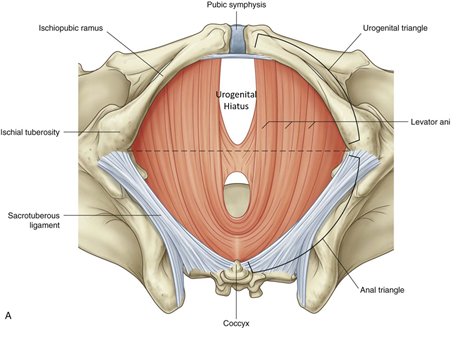 Pubic symphysis
Ischiopubic ramus
Urogenital triangle
Urogenital
Hiatus
Levator ani
Ischial tuberosity
Sacrotuberous
ligament
Anal triangle
A
Coccyx